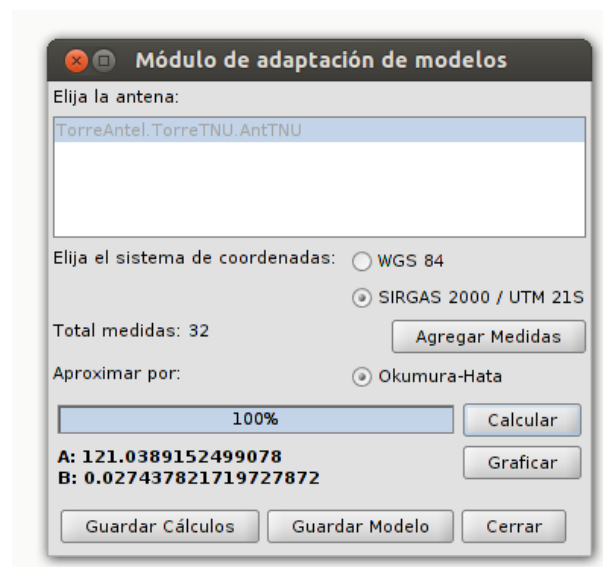 Módulo de adaptación de modelos
Elija la antena:
TorreAntel.TorreTNU.AntTNU
Elija el sistema de coordenadas:
WGS 84
SIRGAS 2000 / UTM 21S
Total medidas: 32
Agregar Medidas
Aproximar por:
Okumura-Hata
100%
Calcular
A: 121.0389152499078
B: 0.027437821719727872
Graficar
Guardar Cálculos
Guardar Modelo
Cerrar